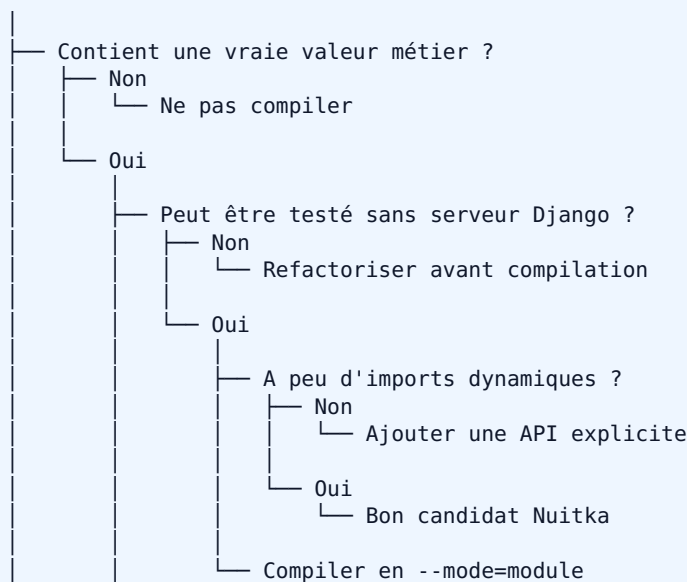 Contient une vraie valeur métier ?
Non
Ne pas compiler
Oui
Peut être testé sans serveur Django ?
Non
Refactoriser avant compilation
Oui
A peu d'imports dynamiques ?
Non
Ajouter une API explicite
Oui
Bon candidat Nuitka
Compiler en --mode=module